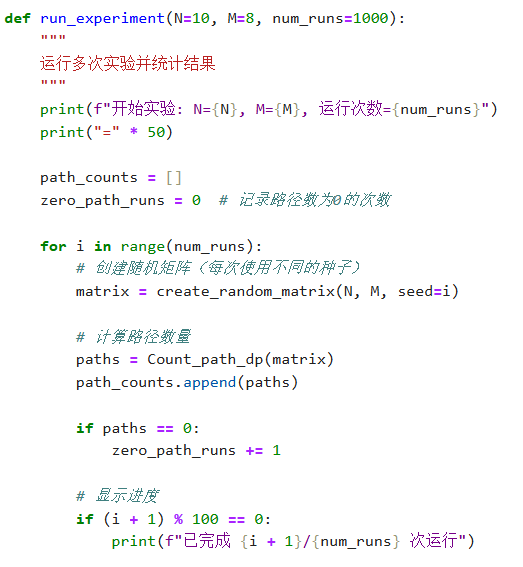 def run_experiment(N=10, M=8, num_runs=1000):
    """
    运行多次实验并统计结果
    """
    print(f"开始实验: N={N}, M={M}, 运行次数={num_runs}")
    print("=" * 50)

    path_counts = []
    zero_path_runs = 0  # 记录路径数为0的次数

    for i in range(num_runs):
        # 创建随机矩阵（每次使用不同的种子）
        matrix = create_random_matrix(N, M, seed=i)

        # 计算路径数量
        paths = Count_path_dp(matrix)
        path_counts.append(paths)

        if paths == 0:
            zero_path_runs += 1

        # 显示进度
        if (i + 1) % 100 == 0:
            print(f"已完成 {i + 1}/{num_runs} 次运行")